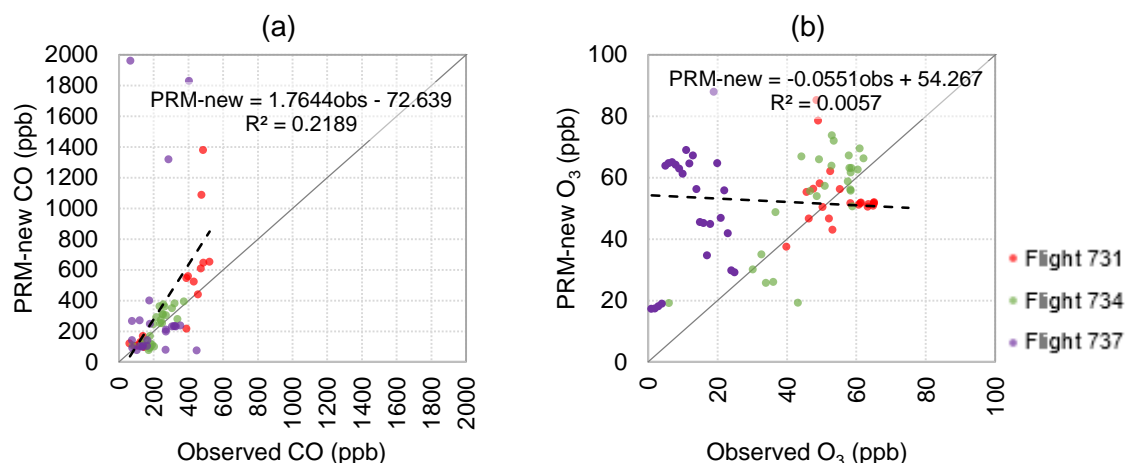 (a)
PRM-new CO (ppb)
2000
1800
1600
1400
1200
1000
800
600
400
200
0
PRM-new = 1.7644obs - 72.639
R² = 0.2189
0
200
400
600
800
1000
1200
1400
1600
1800
2000
Observed CO (ppb)
(b)
PRM-new O₃ (ppb)
100
80
60
40
20
0
PRM-new = -0.0551obs + 54.267
R² = 0.0057
0
20
40
60
80
100
Observed O₃ (ppb)
Flight 731
Flight 734
Flight 737